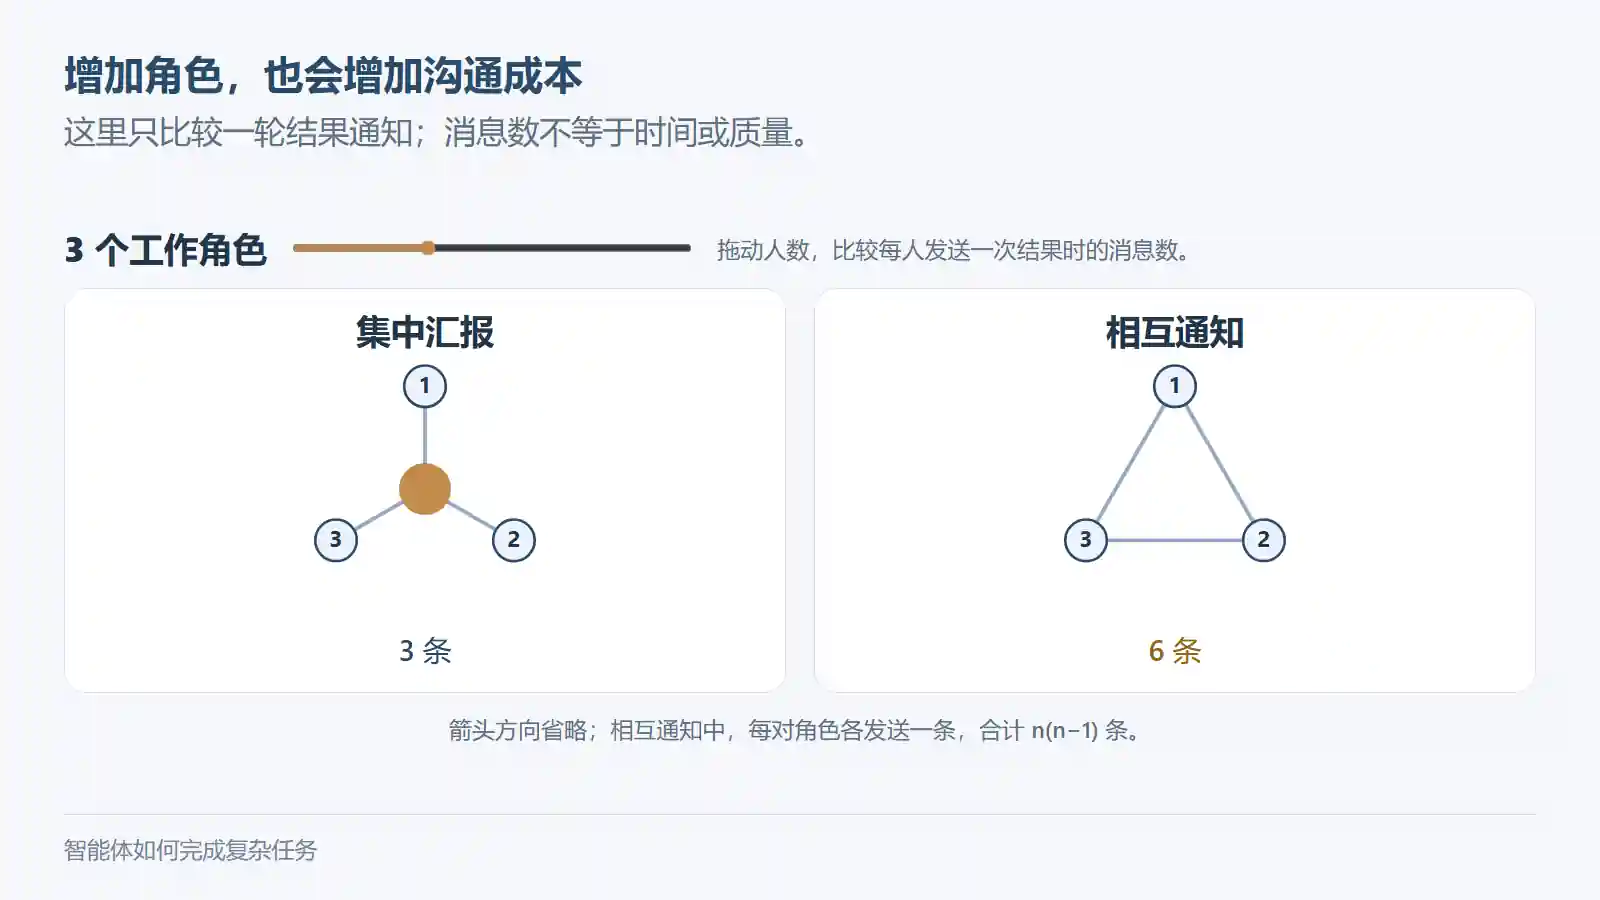 增加角色，也会增加沟通成本
这里只比较一轮结果通知；消息数不等于时间或质量。
3 个工作角色
拖动人数，比较每人发送一次结果时的消息数。
集中汇报
1
3
2
3 条
相互通知
1
3
2
6 条
箭头方向省略；相互通知中，每对角色各发送一条，合计 n(n−1) 条。
智能体如何完成复杂任务